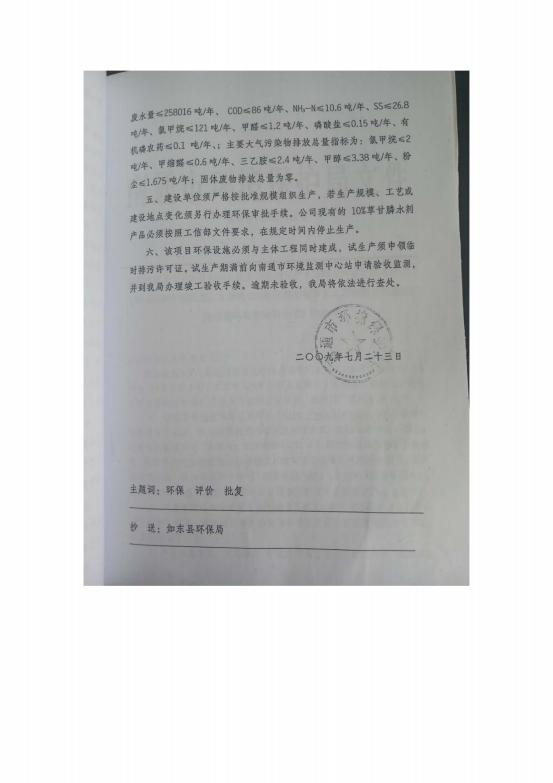 废水量≤258016 吨/年、 COD≤86 吨/年、NH₃-N≤10.6 吨/年、SS≤26.8
吨/年、氯甲烷≤121 吨/年、甲醛≤1.2 吨/年、磷酸盐≤0.15 吨/年、有
机磷农药≤0.1 吨/年、；主要大气污染物排放总量指标为：氯甲烷≤2
吨/年、甲缩醛≤0.6 吨/年、三乙胺≤2.4 吨/年、甲醇≤3.38 吨/年、粉
尘≤1.675 吨/年；固体废物排放总量为零。
五、建设单位须严格按批准规模组织生产，若生产规模、工艺或
建设地点变化须另行办理环保审批手续。公司现有的 10%草甘膦水剂
产品必须按照工信部文件要求，在规定时间内停止生产。
六、该项目环保设施必须与主体工程同时建成，试生产须申领临
时排污许可证。试生产期满前向南通市环境监测中心站申请验收监测，
并到我局办理竣工验收手续。逾期未验收，我局将依法进行查处。
通市环境保
二〇〇九年七月二十三日
主题词：环保 评价 批复
抄 送：如东县环保局